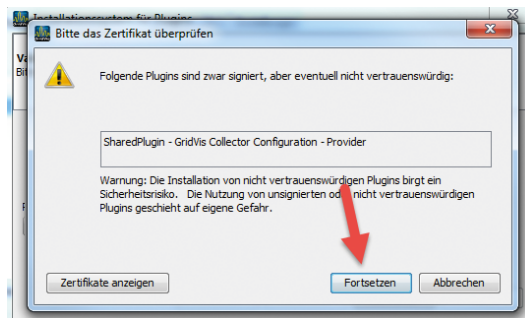 Installationssystem für Plugins
Bitte das Zertifikat überprüfen
Va
Bit
Folgende Plugins sind zwar signiert, aber eventuell nicht vertrauenswürdig:
SharedPlugin - GridVis Collector Configuration - Provider
Warnung: Die Installation von nicht vertrauenswürdigen Plugins birgt ein
Sicherheitsrisiko. Die Nutzung von unsignierten oder nicht vertrauenswürdigen
Plugins geschieht auf eigene Gefahr.
Zertifikate anzeigen
Fortsetzen
Abbrechen